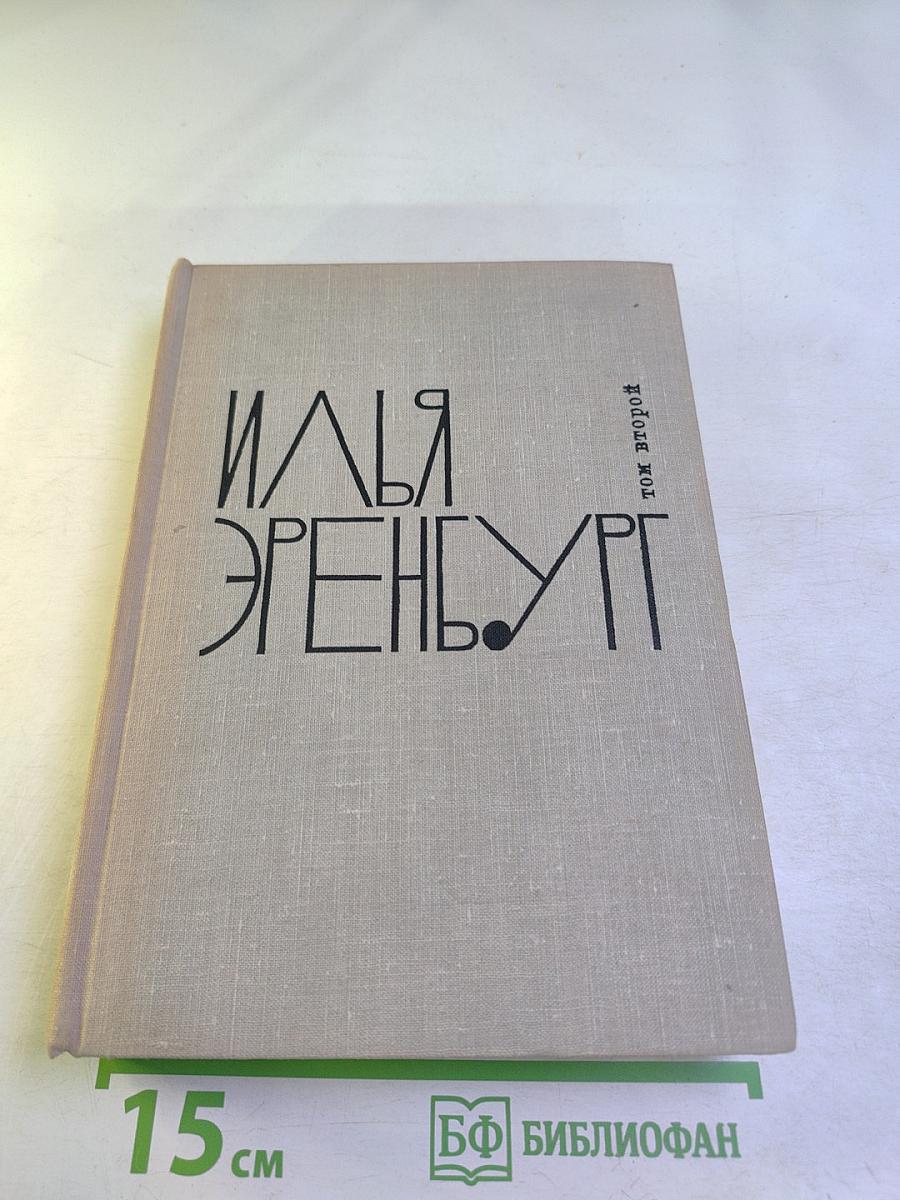 ИЛЬЯ
ЭРЕНБУРГ
том второй
15 см
БФ БИБЛИОФАН